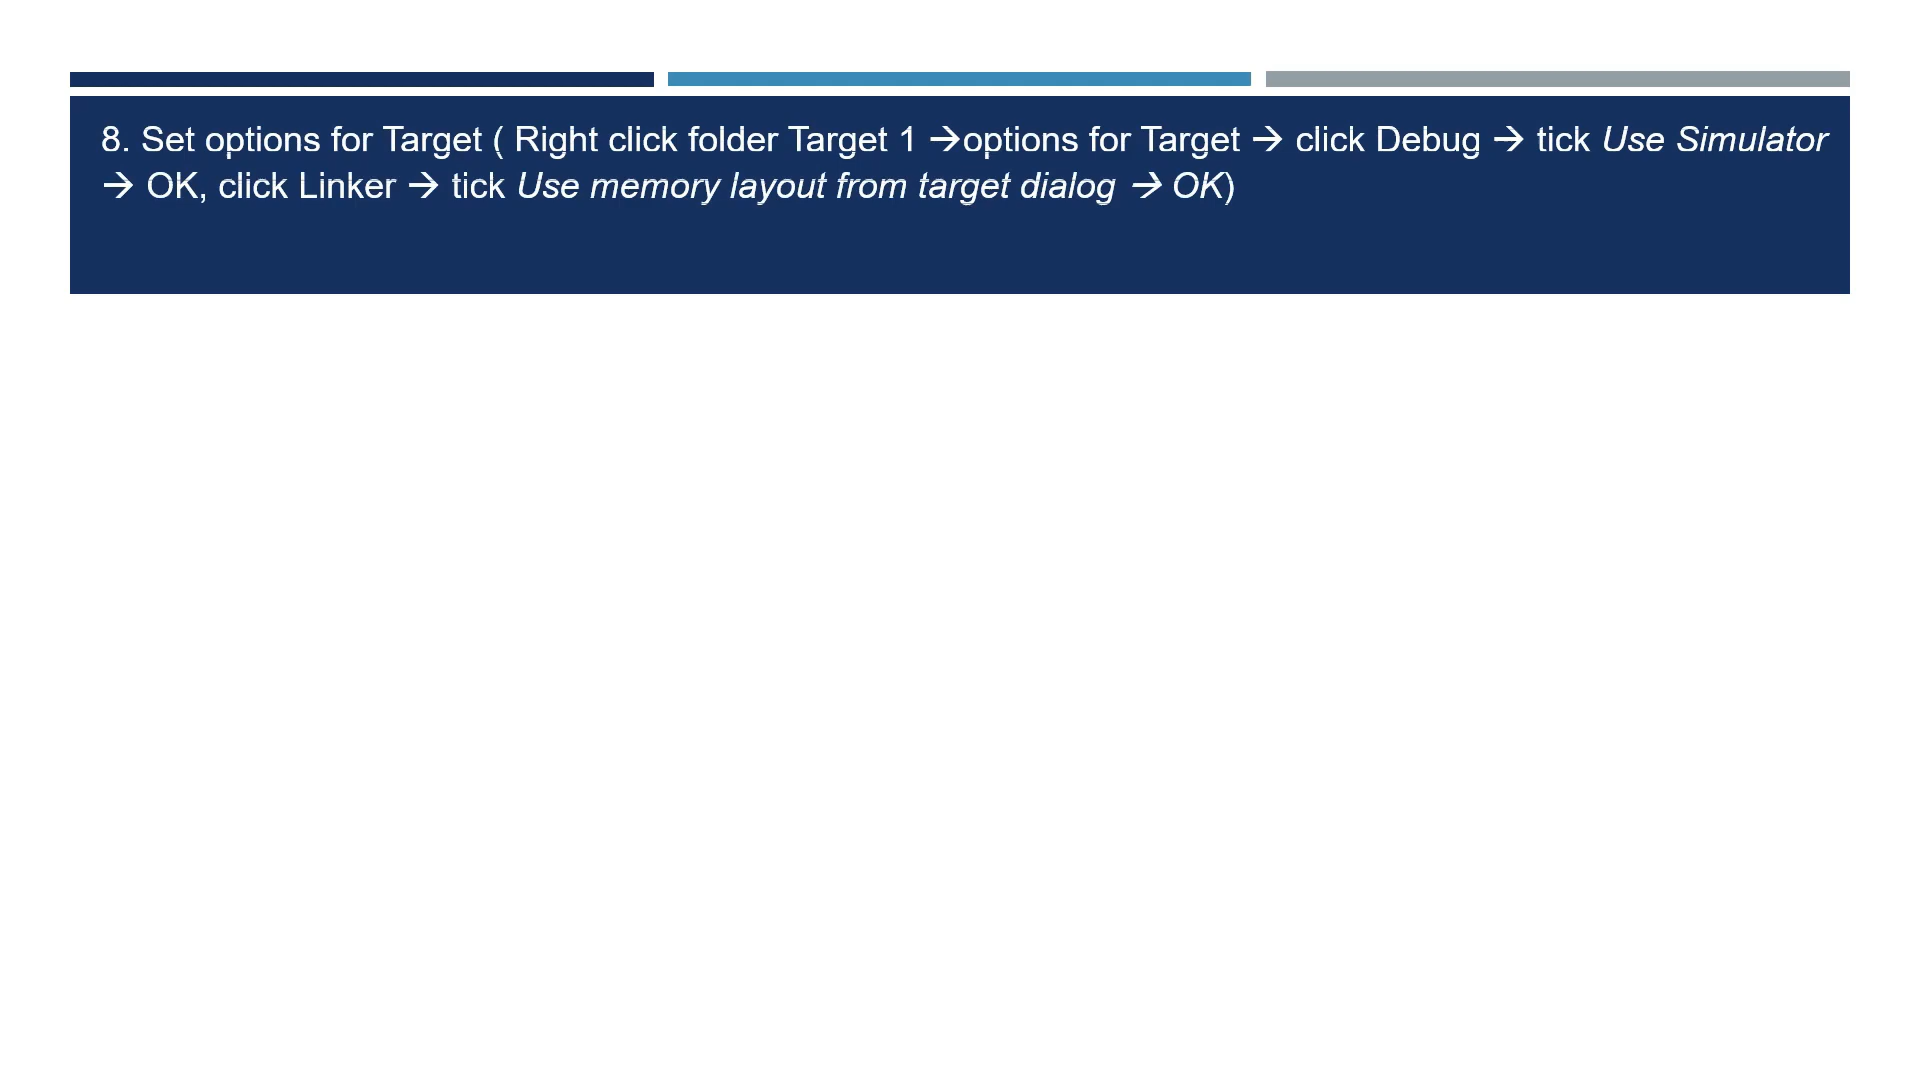 8. Set options for Target ( Right click folder Target 1 →options for Target → click Debug → tick Use Simulator
→ OK, click Linker → tick Use memory layout from target dialog → OK)